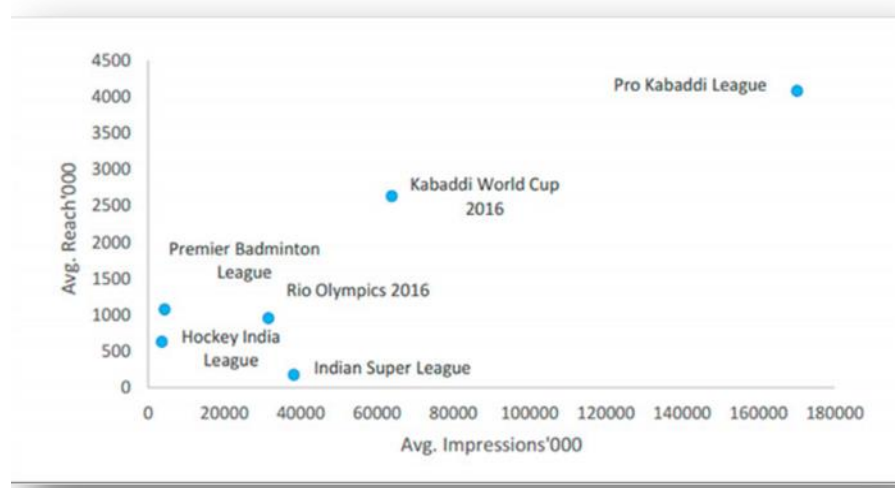 4500
4000
3500
3000
2500
2000
1500
1000
500
0
Avg. Reach'000
Pro Kabaddi League
Kabaddi World Cup
2016
Premier Badminton
League
Rio Olympics 2016
Hockey India
League
Indian Super League
0 20000 40000 60000 80000 100000 120000 140000 160000 180000
Avg. Impressions'000